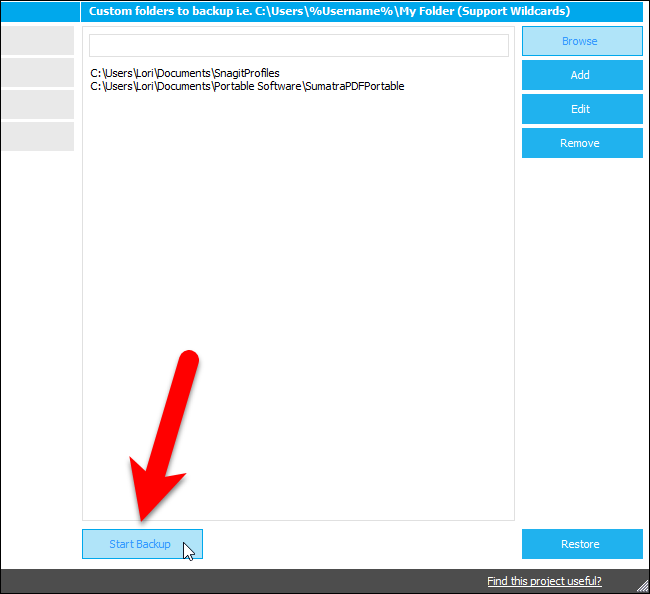 Custom folders to backup i.e. C:\Users\%Username%\My Folder (Support Wildcards)
Browse
C:\Users\Lori\Documents\SnagitProfiles
C:\Users\Lori\Documents\Portable Software\SumatraPDFPortable
Add
Edit
Remove
Start Backup
Restore
Find this project useful?